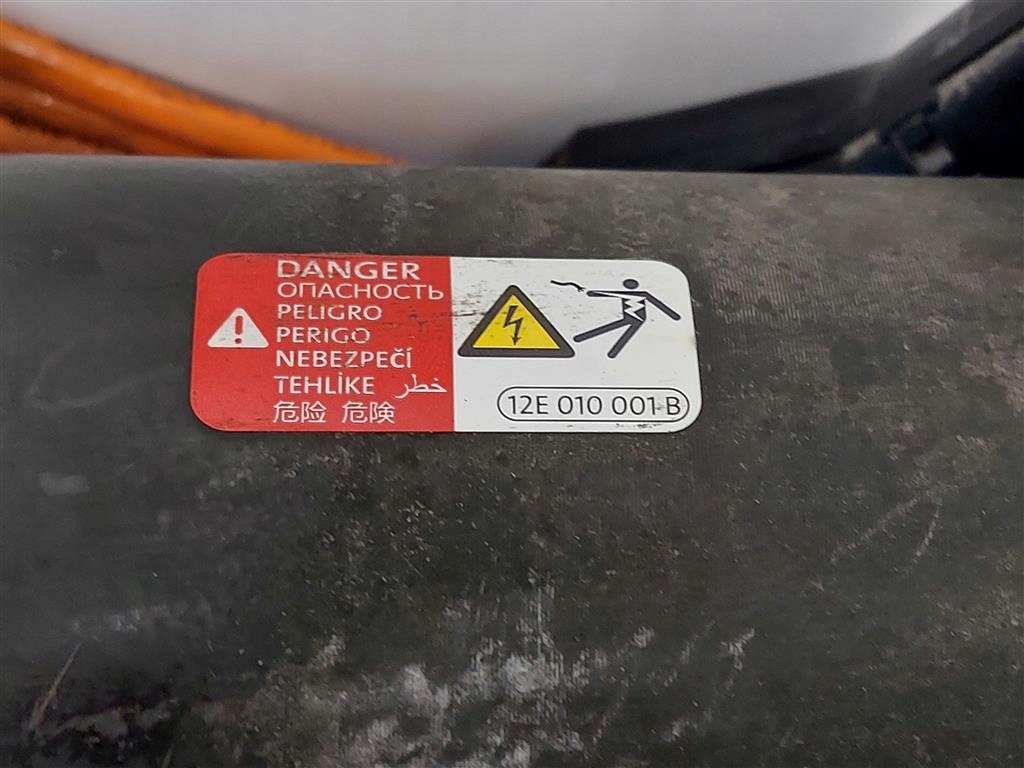 DANGER
ОПАСНОСТЬ
PELIGRO
PERIGO
NEBEZPEČÍ
TEHLİKE خطر
危险 危険
12E 010 001 B